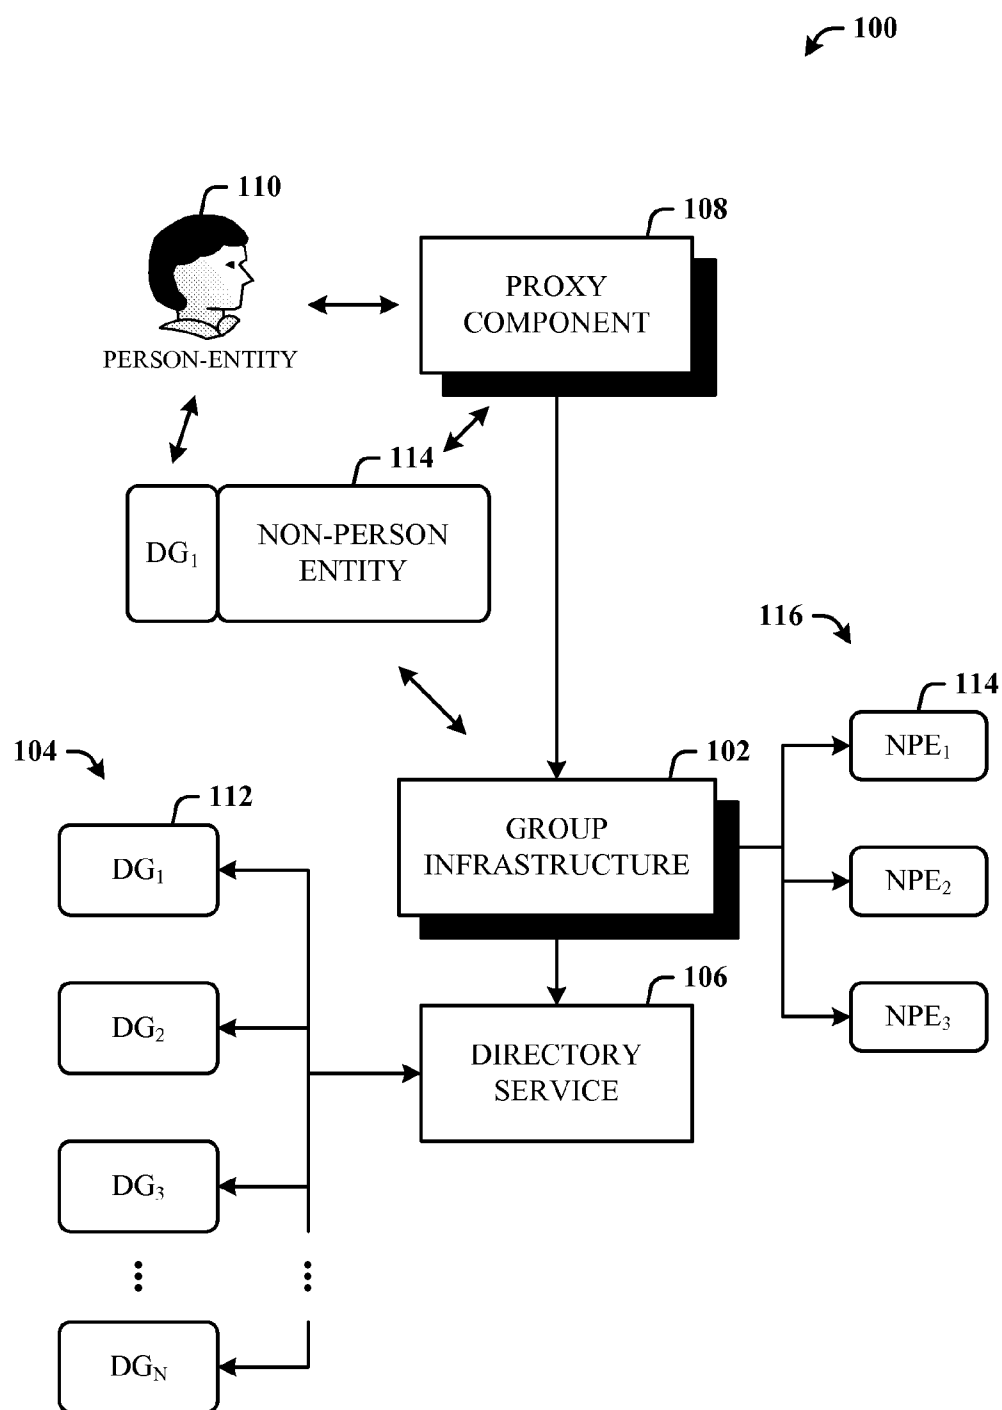 100
110
108
PROXY
COMPONENT
PERSON-ENTITY
114
DG₁
NON-PERSON
ENTITY
116
114
NPE₁
104
102
112
GROUP
INFRASTRUCTURE
DG₁
NPE₂
106
DG₂
DIRECTORY
SERVICE
NPE₃
DG₃
DG_N